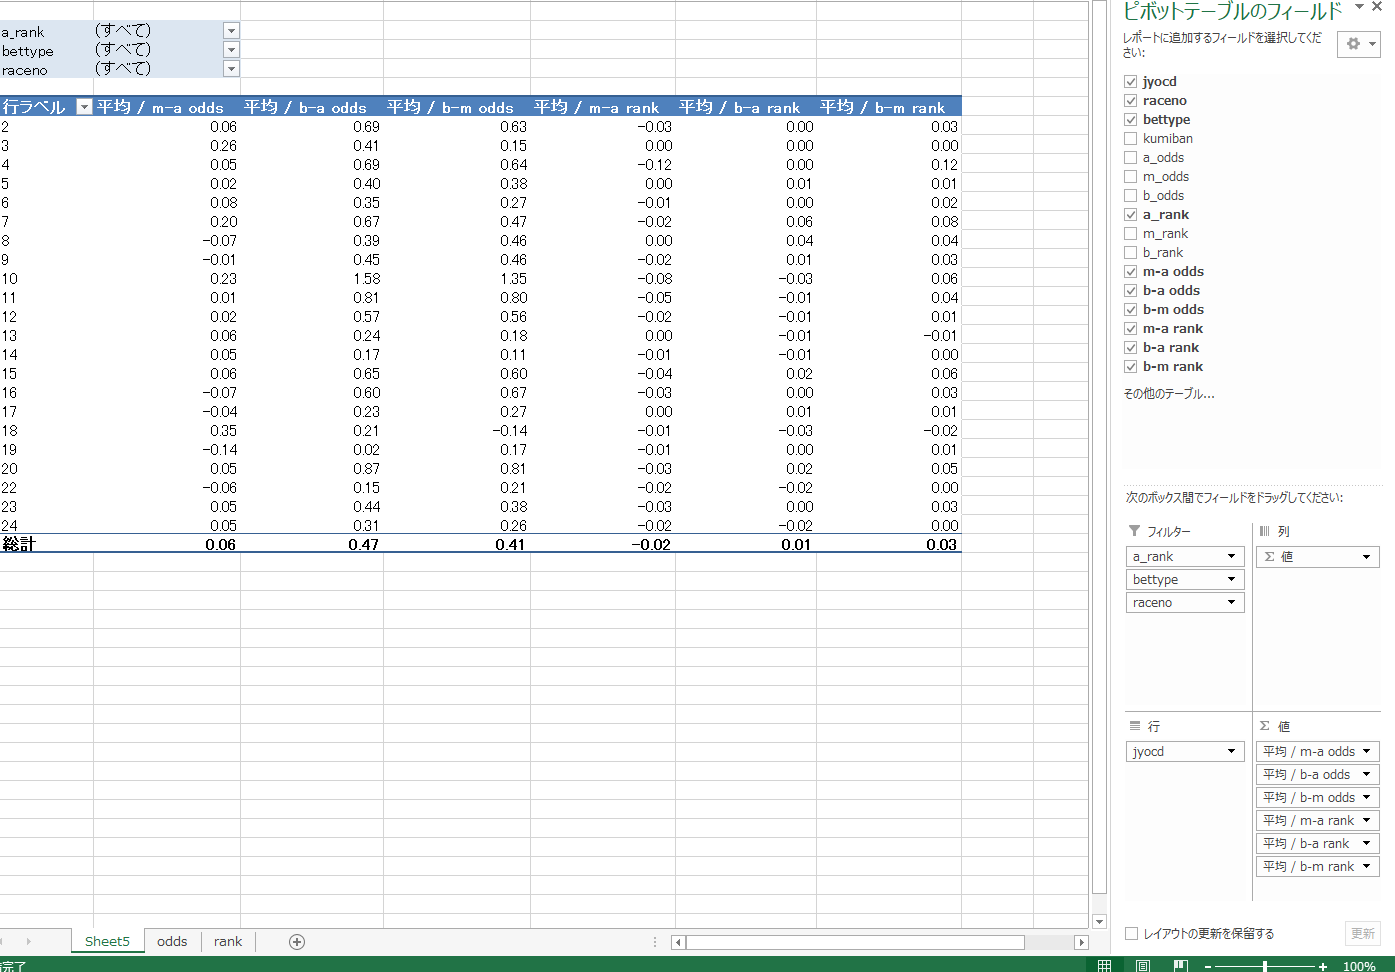 a_rank (すべて)
bettype (すべて)
raceno (すべて)
行ラベル 平均 / m-a odds 平均 / b-a odds 平均 / b-m odds 平均 / m-a rank 平均 / b-a rank 平均 / b-m rank
2 0.06 0.69 0.63 -0.03 0.00 0.03
3 0.26 0.41 0.15 0.00 0.00 0.00
4 0.05 0.69 0.64 -0.12 0.00 0.12
5 0.02 0.40 0.38 0.00 0.01 0.01
6 0.08 0.35 0.27 -0.01 0.00 0.02
7 0.20 0.67 0.47 -0.02 0.06 0.08
8 -0.07 0.39 0.46 0.00 0.04 0.04
9 -0.01 0.45 0.46 -0.02 0.01 0.03
10 0.23 1.58 1.35 -0.08 -0.03 0.06
11 0.01 0.81 0.80 -0.05 -0.01 0.04
12 0.02 0.57 0.56 -0.02 -0.01 0.01
13 0.06 0.24 0.18 0.00 -0.01 -0.01
14 0.05 0.17 0.11 -0.01 -0.01 0.00
15 0.06 0.65 0.60 -0.04 0.02 0.06
16 -0.07 0.60 0.67 -0.03 0.00 0.03
17 -0.04 0.23 0.27 0.00 0.01 0.01
18 0.35 0.21 -0.14 -0.01 -0.03 -0.02
19 -0.14 0.02 0.17 -0.01 0.00 0.01
20 0.05 0.87 0.81 -0.03 0.02 0.05
22 -0.06 0.15 0.21 -0.02 -0.02 0.00
23 0.05 0.44 0.38 -0.03 0.00 0.03
24 0.05 0.31 0.26 -0.02 -0.02 0.00
総計 0.06 0.47 0.41 -0.02 0.01 0.03
ピボットテーブルのフィールド
レポートに追加するフィールドを選択してくだ
さい:
jyocd
raceno
bettype
kumiban
a_odds
m_odds
b_odds
a_rank
m_rank
b_rank
m-a odds
b-a odds
b-m odds
m-a rank
b-a rank
b-m rank
その他のテーブル...
次のボックス間でフィールドをドラッグしてください:
フィルター
a_rank
bettype
raceno
列
Σ 値
行
jyocd
Σ 値
平均 / m-a odds
平均 / b-a odds
平均 / b-m odds
平均 / m-a rank
平均 / b-a rank
平均 / b-m rank
レイアウトの更新を保留する 更新
Sheet5 odds rank
完了
100%